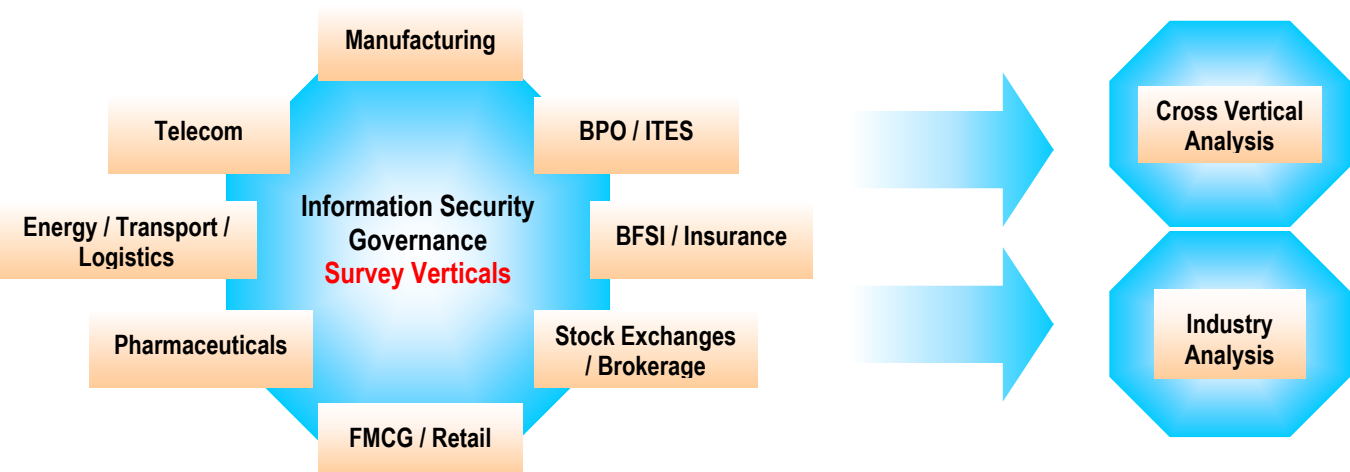 Manufacturing
Telecom
BPO / ITES
Information Security
Governance
Survey Verticals
Energy / Transport /
Logistics
BFSI / Insurance
Pharmaceuticals
Stock Exchanges
/ Brokerage
FMCG / Retail
Cross Vertical
Analysis
Industry
Analysis